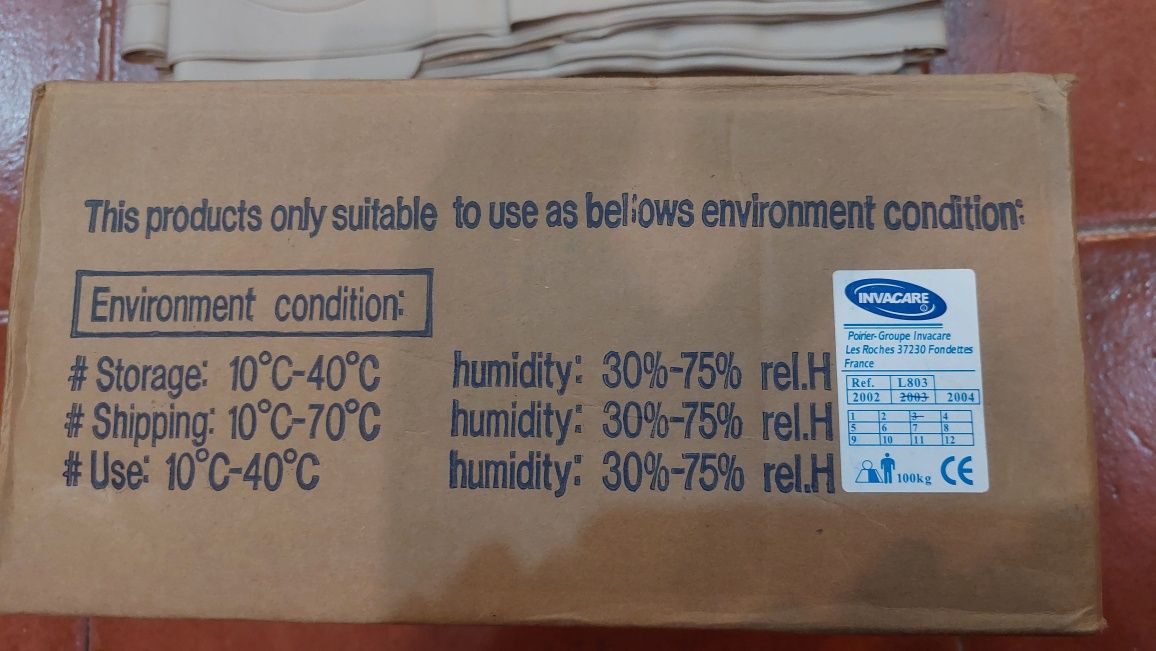 This products only suitable to use as bellows environment condition:
Environment condition:
# Storage: 10°C-40°C humidity: 30%-75% rel.H
# Shipping: 10°C-70°C humidity: 30%-75% rel.H
# Use: 10°C-40°C humidity: 30%-75% rel.H
INVACARE
Poirier-Groupe Invacare
Les Roches 37230 Fondettes
France
Ref. L803
2002 2003 2004
1 2 3 4
5 6 7 8
9 10 11 12
100kg CE